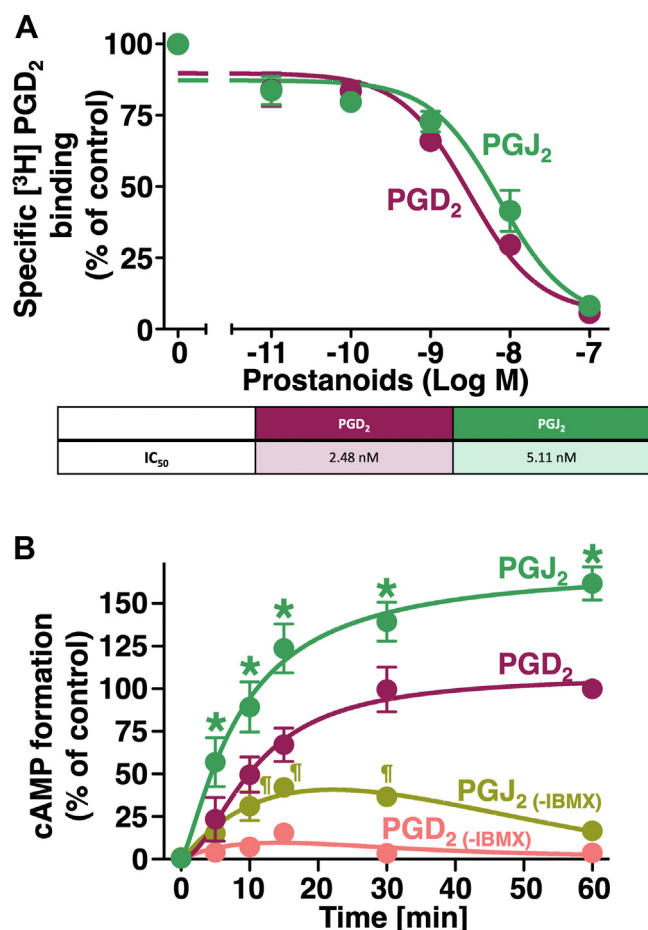 A
Specific [³H] PGD₂
binding
(% of control)
100
75
50
25
0
PGJ₂
PGD₂
0 -11 -10 -9 -8 -7
Prostanoids (Log M)
PGD₂ PGJ₂
IC₅₀ 2.48 nM 5.11 nM
B
cAMP formation
(% of control)
150
125
100
75
50
25
0
PGJ₂
PGD₂
PGJ₂ (-IBMX)
PGD₂ (-IBMX)
* * * * *
¶ ¶ ¶
0 10 20 30 40 50 60
Time [min]